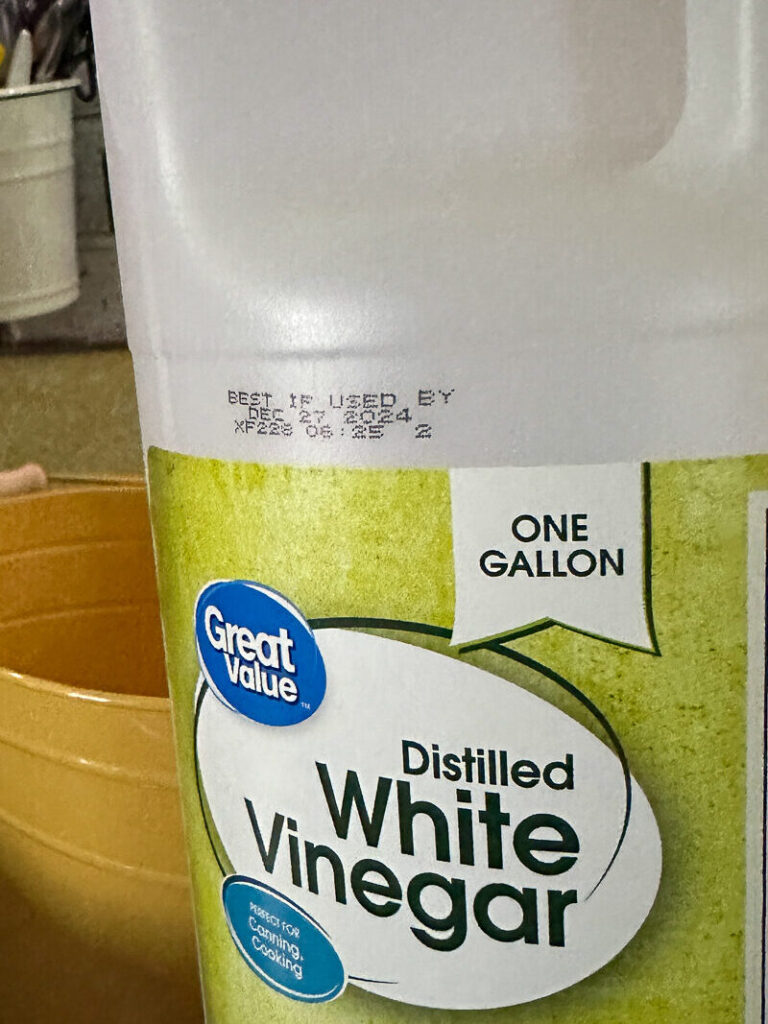 BEST IF USED BY
DEC 27 2024
XF228 06:25 2
ONE
GALLON
Great
Value
TM
Distilled
White
Vinegar
PERFECT FOR
Canning,
Cooking